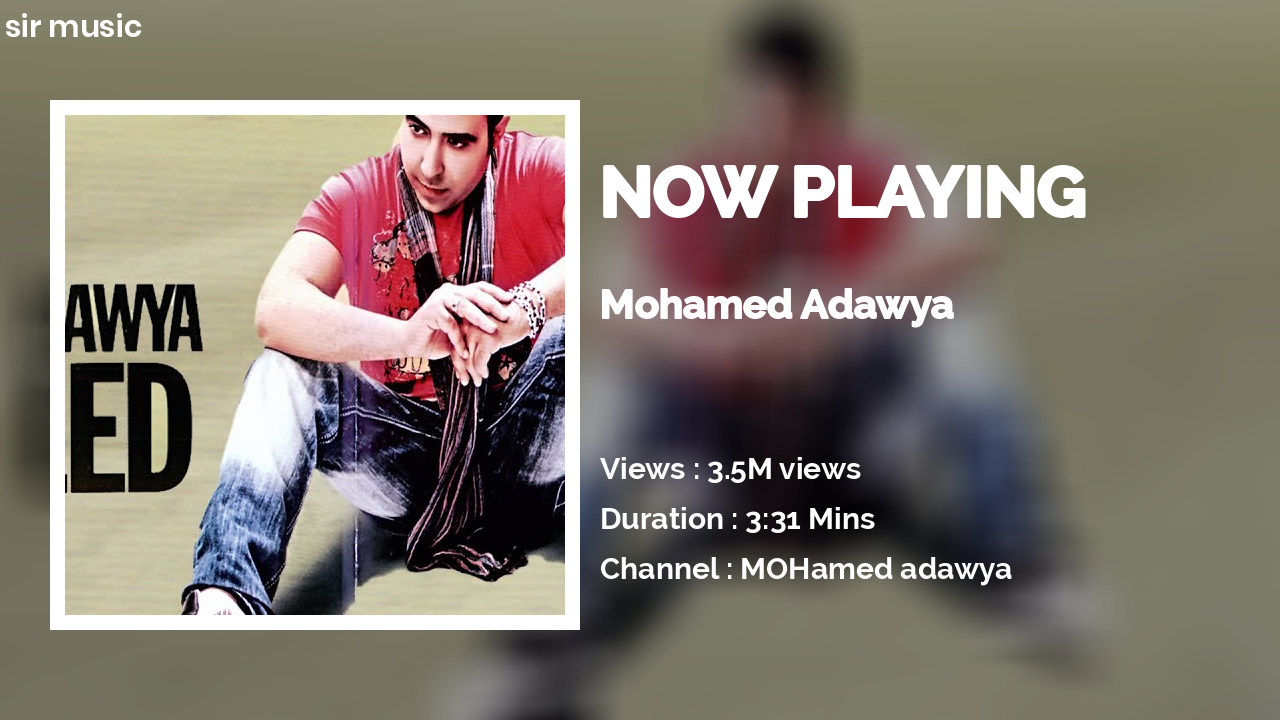 sir music
AWYA
ED
NOW PLAYING
Mohamed Adawya
Views : 3.5M views
Duration : 3:31 Mins
Channel : MOHamed adawya